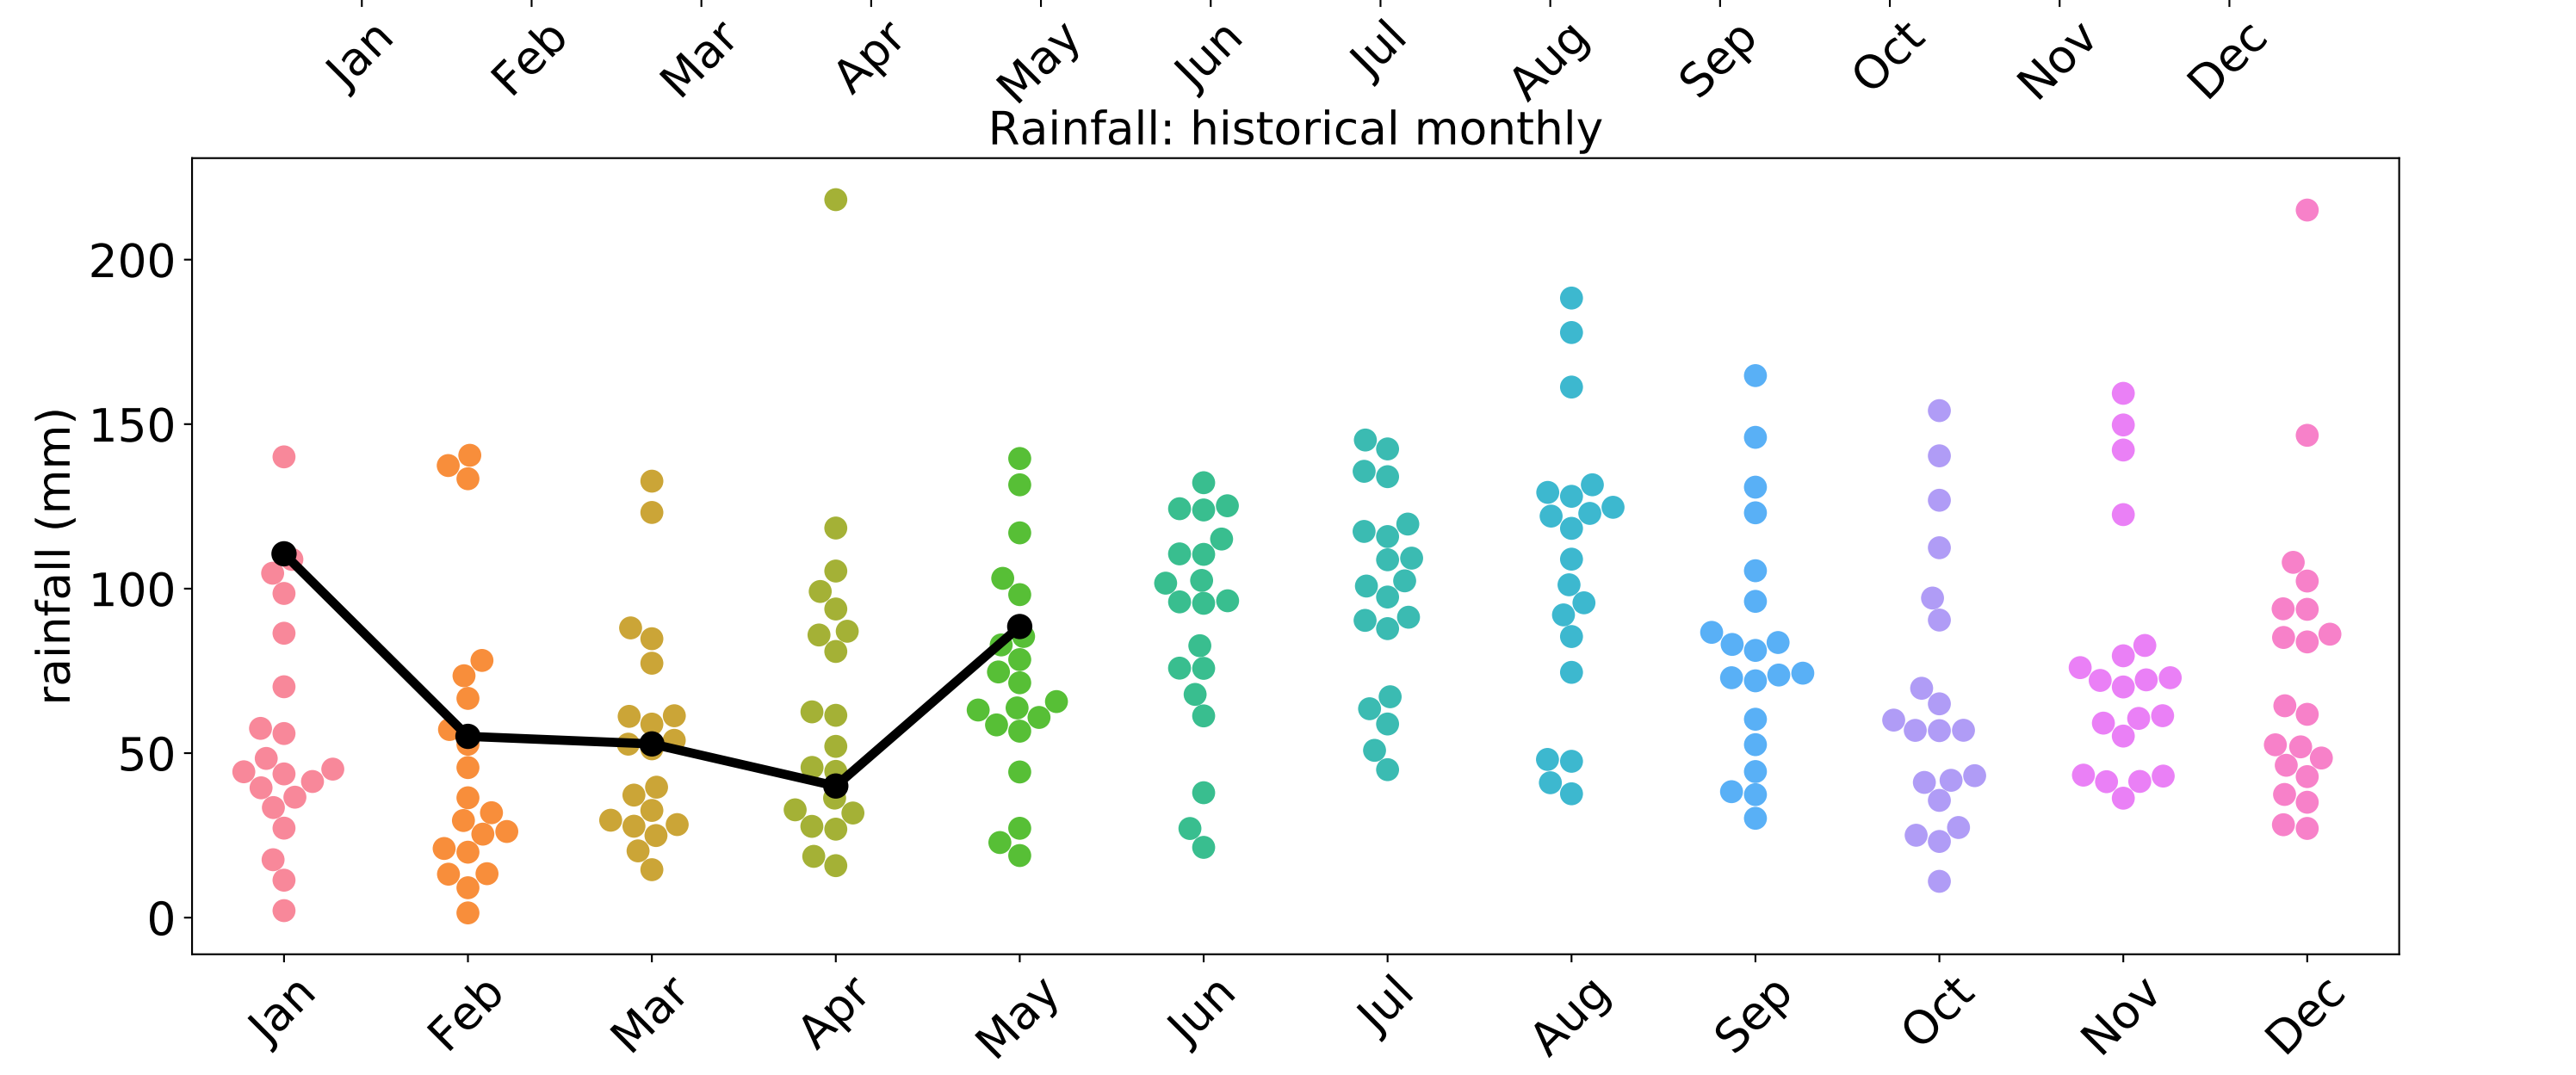 Jan Feb Mar Apr May Jun Jul Aug Sep Oct Nov Dec
Rainfall: historical monthly
rainfall (mm)
200
150
100
50
0
Jan Feb Mar Apr May Jun Jul Aug Sep Oct Nov Dec